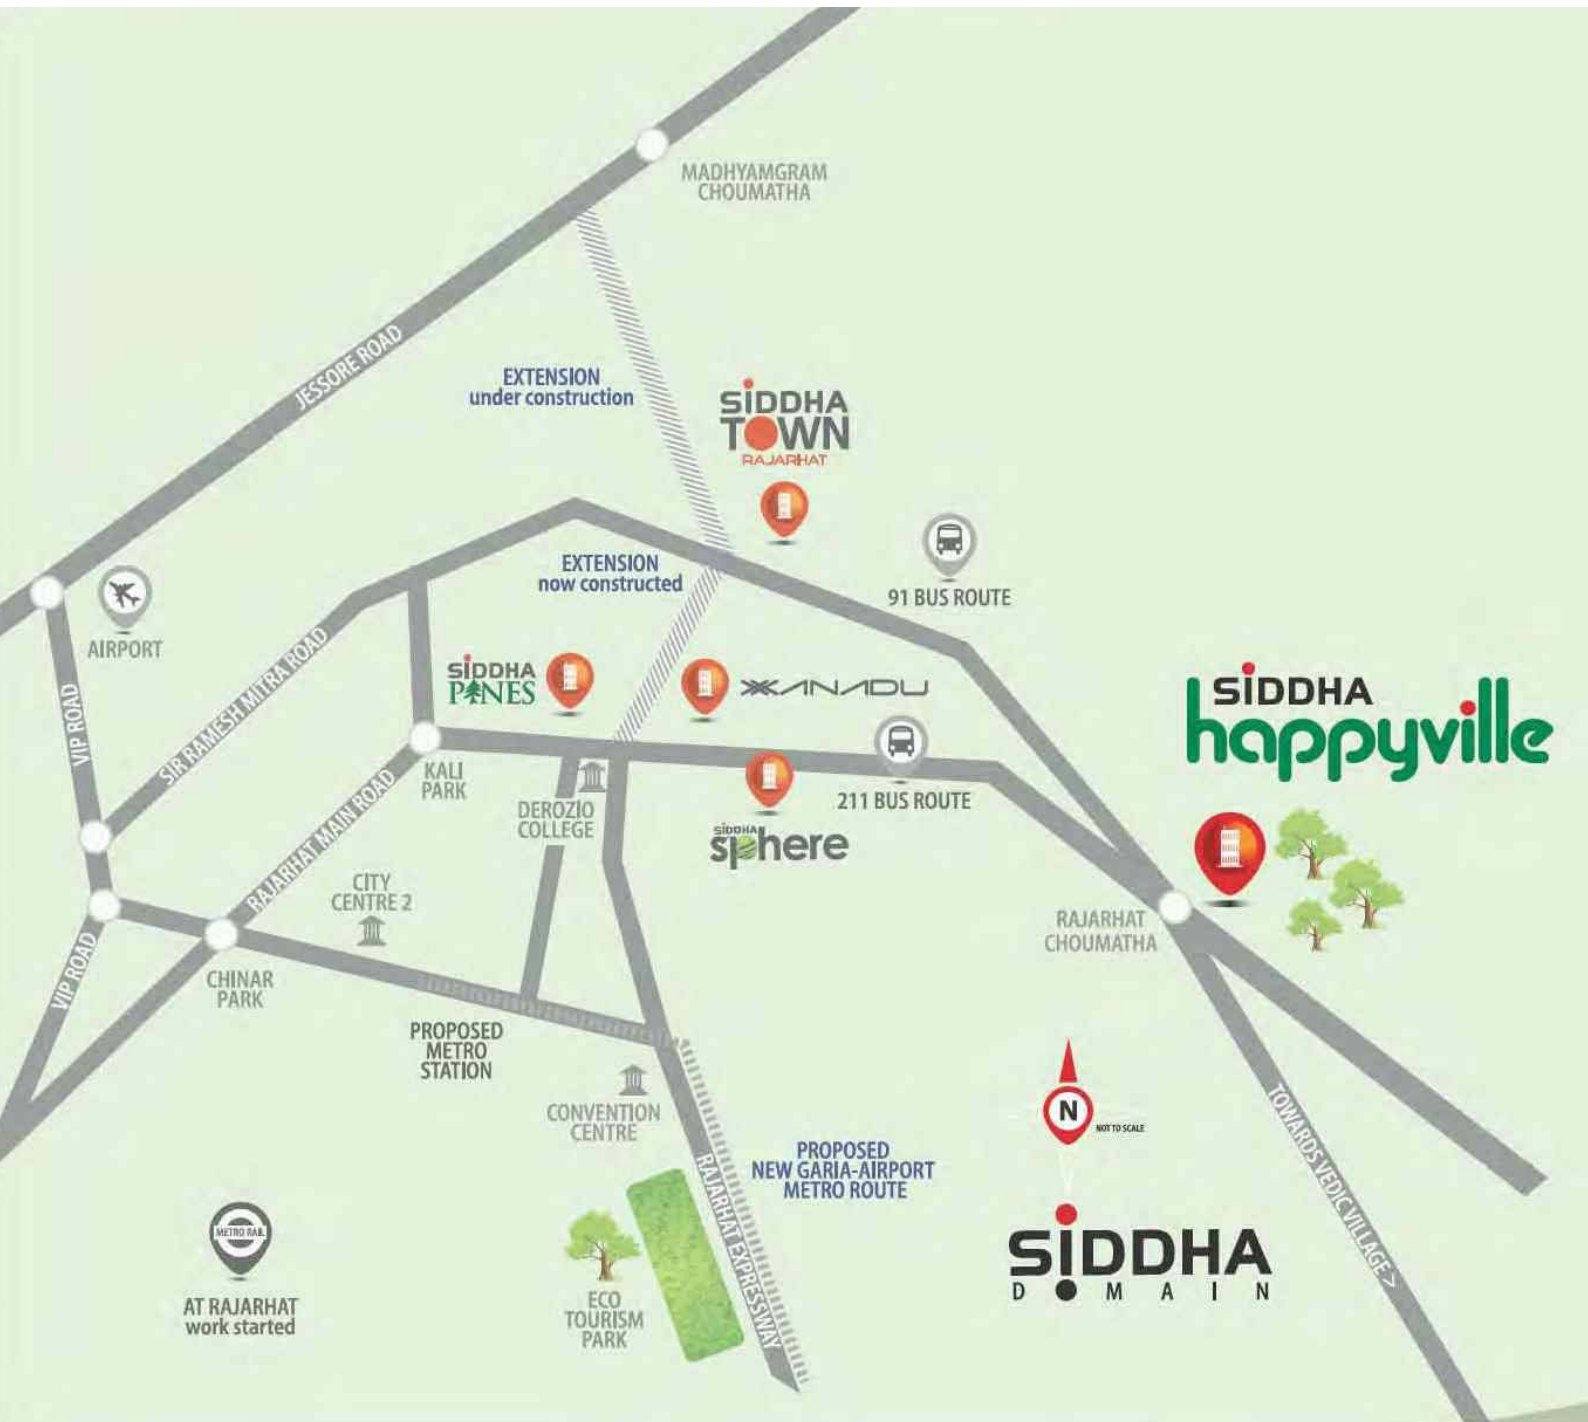 MADHYAMGRAM
CHOUMATHA
JESSORE ROAD
EXTENSION
under construction
SIDDHA
TOWN
RAJARHAT
EXTENSION
now constructed
91 BUS ROUTE
AIRPORT
VIP ROAD
SIR RAMESH MITRA ROAD
SIDDHA
PINES
XANADU
SIDDHA
happyville
KALI
PARK
RAJARHAT MAIN ROAD
DEROZIO
COLLEGE
211 BUS ROUTE
SIDDHA
sphere
CITY
CENTRE 2
RAJARHAT
CHOUMATHA
VIP ROAD
CHINAR
PARK
PROPOSED
METRO
STATION
CONVENTION
CENTRE
N
NOT TO SCALE
TOWARDS VEDIC VILLAGE >
PROPOSED
NEW GARIA-AIRPORT
METRO ROUTE
RAJARHAT EXPRESSWAY
METRO RAIL
AT RAJARHAT
work started
ECO
TOURISM
PARK
SIDDHA
DOMAIN